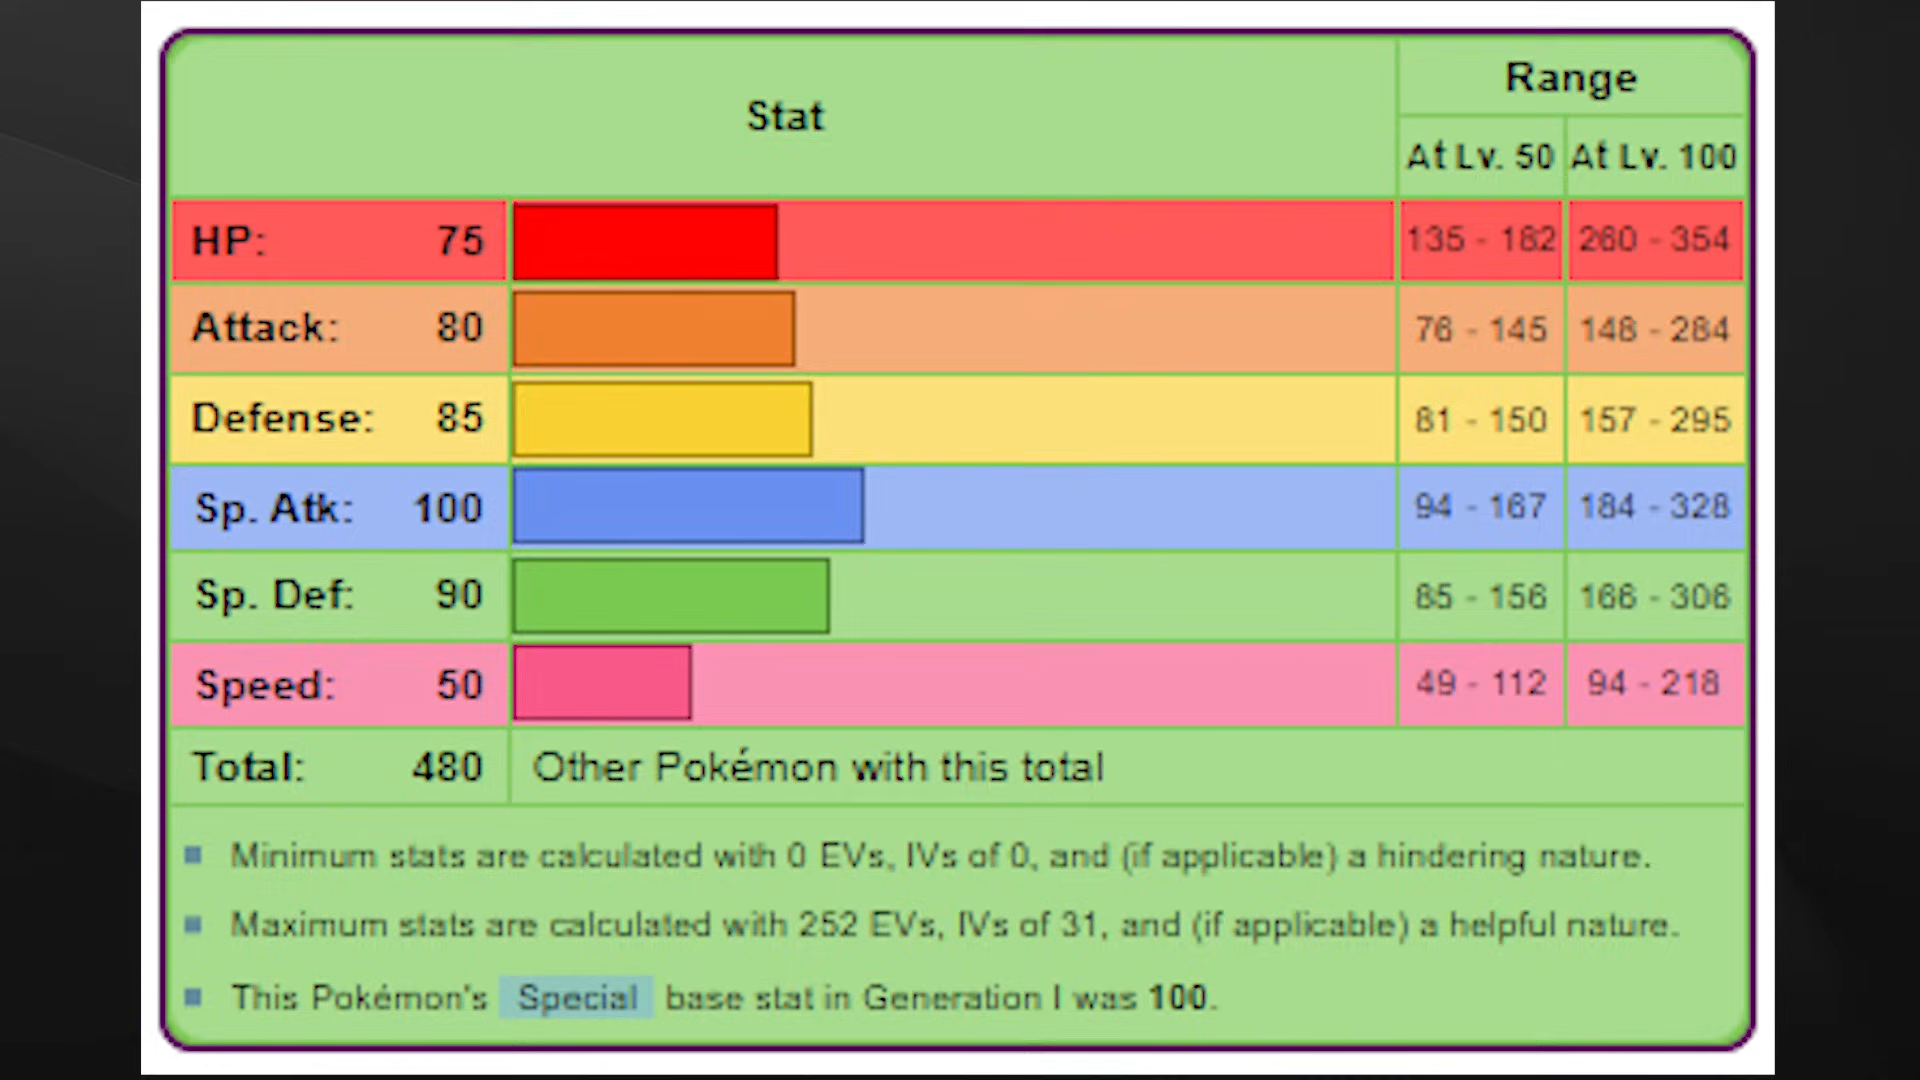 Stat
Range
At Lv. 50 At Lv. 100
HP: 75 135 - 182 260 - 354
Attack: 80 76 - 145 148 - 284
Defense: 85 81 - 150 157 - 295
Sp. Atk: 100 94 - 167 184 - 328
Sp. Def: 90 85 - 156 166 - 306
Speed: 50 49 - 112 94 - 218
Total: 480 Other Pokémon with this total
Minimum stats are calculated with 0 EVs, IVs of 0, and (if applicable) a hindering nature.
Maximum stats are calculated with 252 EVs, IVs of 31, and (if applicable) a helpful nature.
This Pokémon's Special base stat in Generation I was 100.